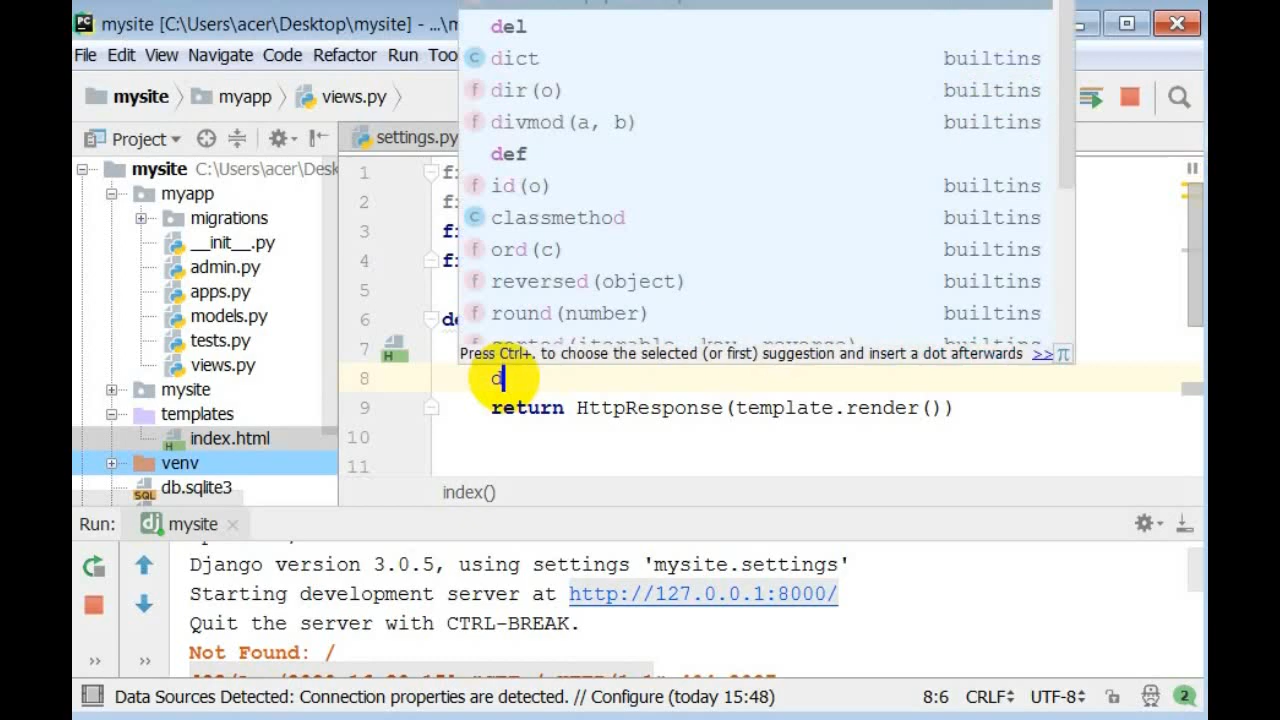 mysite [C:\Users\acer\Desktop\mysite] - ...\m
File Edit View Navigate Code Refactor Run Too
mysite myapp views.py
Project
settings.py
mysite C:\Users\acer\Desk
myapp
migrations
__init__.py
admin.py
apps.py
models.py
tests.py
views.py
mysite
templates
index.html
venv
db.sqlite3
del
dict builtins
dir(o) builtins
divmod(a, b) builtins
def
id(o) builtins
classmethod builtins
ord(c) builtins
reversed(object) builtins
round(number) builtins
Press Ctrl+. to choose the selected (or first) suggestion and insert a dot afterwards >> π
1 f
2 f
3 f
4 f
5
6 de
7
8 d
9 return HttpResponse(template.render())
10
11
index()
Run: mysite
Django version 3.0.5, using settings 'mysite.settings'
Starting development server at http://127.0.0.1:8000/
Quit the server with CTRL-BREAK.
Not Found: /
Data Sources Detected: Connection properties are detected. // Configure (today 15:48) 8:6 CRLF UTF-8 2